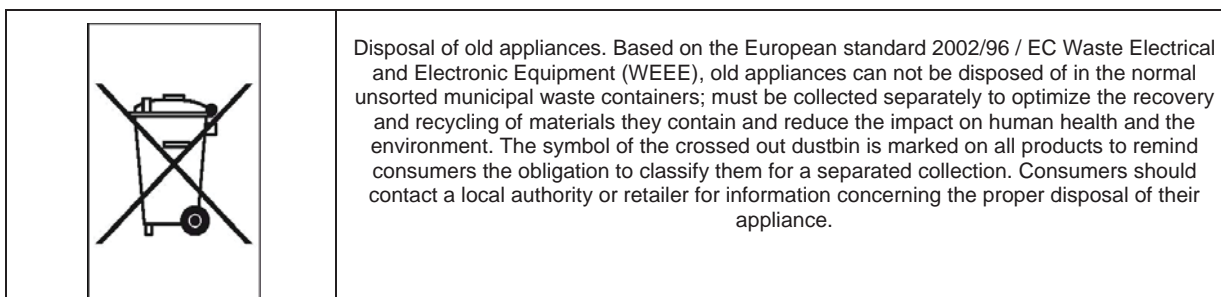 Disposal of old appliances. Based on the European standard 2002/96 / EC Waste Electrical
and Electronic Equipment (WEEE), old appliances can not be disposed of in the normal
unsorted municipal waste containers; must be collected separately to optimize the recovery
and recycling of materials they contain and reduce the impact on human health and the
environment. The symbol of the crossed out dustbin is marked on all products to remind
consumers the obligation to classify them for a separated collection. Consumers should
contact a local authority or retailer for information concerning the proper disposal of their
appliance.